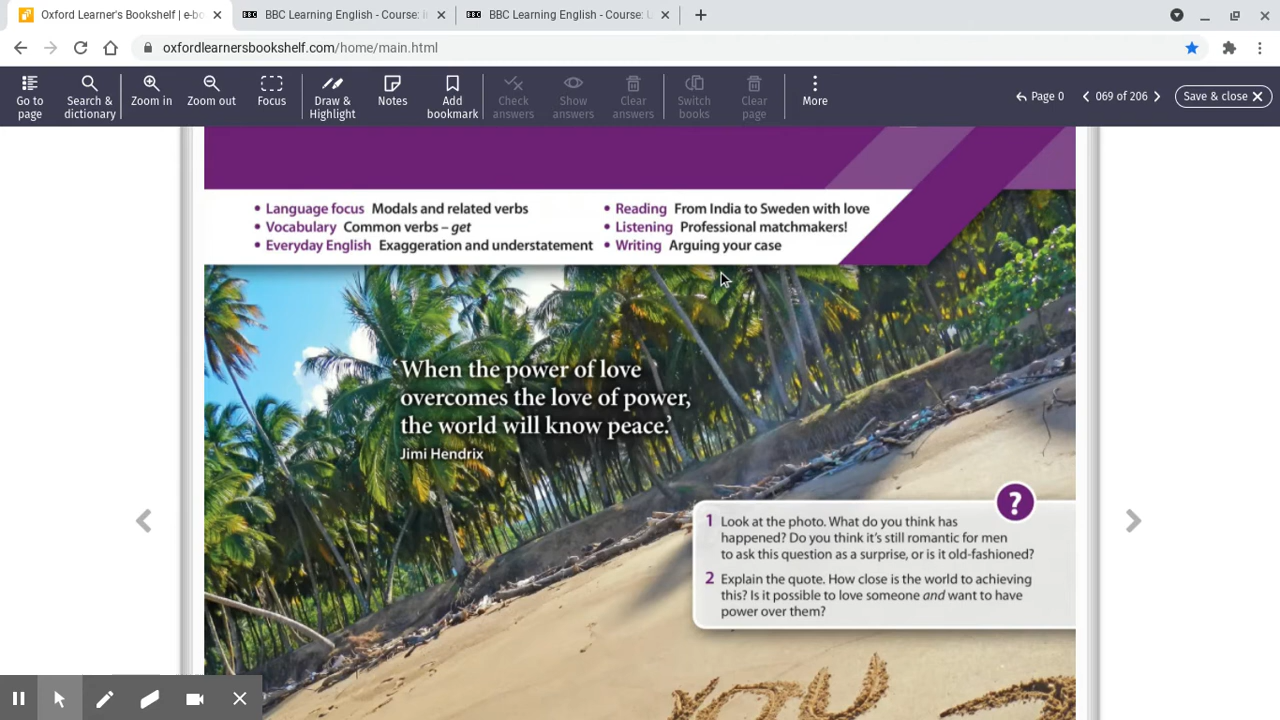 Oxford Learner's Bookshelf | e-bo
BBC Learning English - Course: i
BBC Learning English - Course: U
oxfordlearnersbookshelf.com/home/main.html
Go to page
Search & dictionary
Zoom in
Zoom out
Focus
Draw & Highlight
Notes
Add bookmark
Check answers
Show answers
Clear answers
Switch books
Clear page
More
Page 0
069 of 206
Save & close
• Language focus Modals and related verbs
• Vocabulary Common verbs – get
• Everyday English Exaggeration and understatement
• Reading From India to Sweden with love
• Listening Professional matchmakers!
• Writing Arguing your case
‘When the power of love
overcomes the love of power,
the world will know peace.’
Jimi Hendrix
?
1 Look at the photo. What do you think has
happened? Do you think it’s still romantic for men
to ask this question as a surprise, or is it old-fashioned?
2 Explain the quote. How close is the world to achieving
this? Is it possible to love someone and want to have
power over them?
YOU